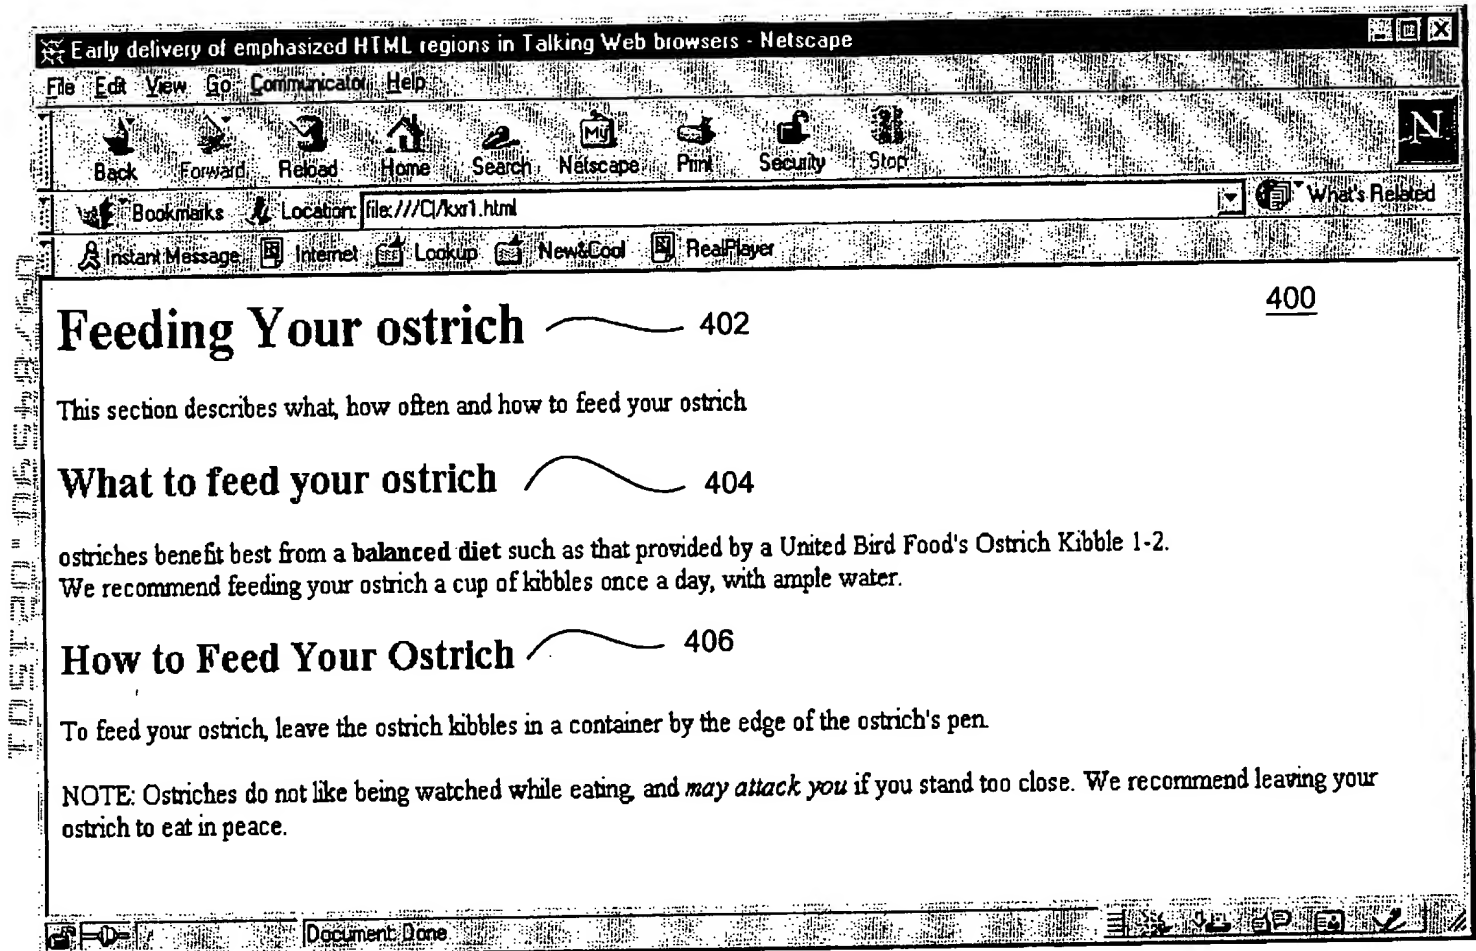 Early delivery of emphasized HTML regions in Talking Web browsers - Netscape
File Edit View Go Communicator Help
My N
Back Forward Reload Home Search Netscape Print Security Stop
Bookmarks Location: file:///C|/kxr1.html What's Related
Instant Message Internet Lookup New&Cool RealPlayer
400
Feeding Your ostrich 402
This section describes what, how often and how to feed your ostrich
What to feed your ostrich 404
ostriches benefit best from a balanced diet such as that provided by a United Bird Food's Ostrich Kibble 1-2.
We recommend feeding your ostrich a cup of kibbles once a day, with ample water.
How to Feed Your Ostrich 406
To feed your ostrich, leave the ostrich kibbles in a container by the edge of the ostrich's pen.
NOTE: Ostriches do not like being watched while eating, and may attack you if you stand too close. We recommend leaving your
ostrich to eat in peace.
Document: Done